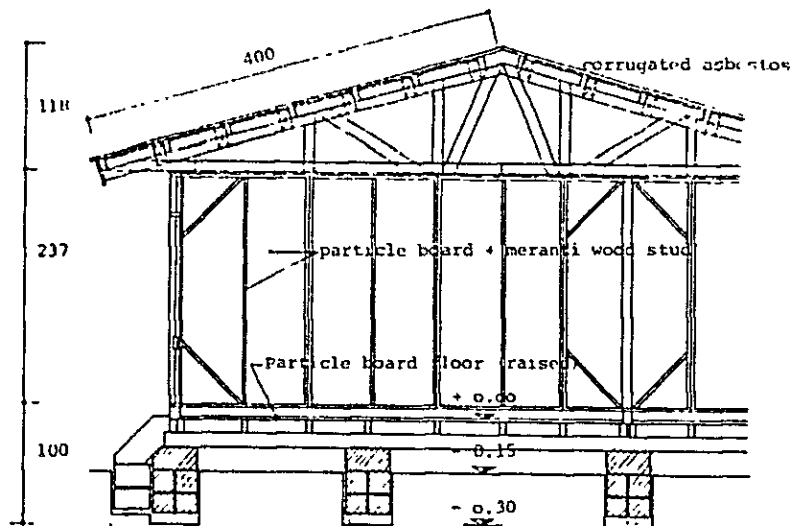 400
corrugated asbestos
118
237
particle board + meranti wood stud
Particle board floor (raised)
+ 0.00
100
- 0.15
- 0.30